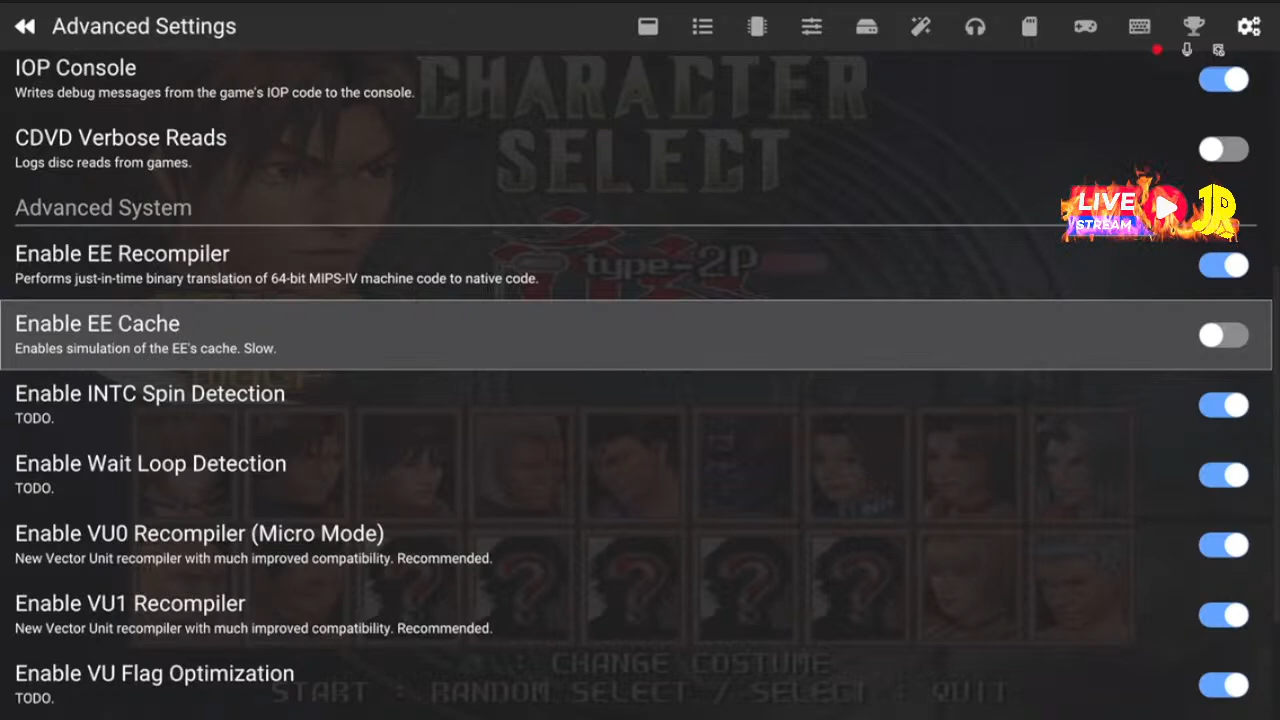 Advanced Settings
IOP Console
Writes debug messages from the game's IOP code to the console.
CHARACTER
SELECT
CDVD Verbose Reads
Logs disc reads from games.
LIVE
STREAM
JR
Advanced System
Enable EE Recompiler
type-2P
Performs just-in-time binary translation of 64-bit MIPS-IV machine code to native code.
Enable EE Cache
Enables simulation of the EE's cache. Slow.
Enable INTC Spin Detection
TODO.
Enable Wait Loop Detection
TODO.
Enable VU0 Recompiler (Micro Mode)
New Vector Unit recompiler with much improved compatibility. Recommended.
Enable VU1 Recompiler
New Vector Unit recompiler with much improved compatibility. Recommended.
: CHANGE COSTUME
Enable VU Flag Optimization
START : RANDOM SELECT / SELECT : QUIT
TODO.